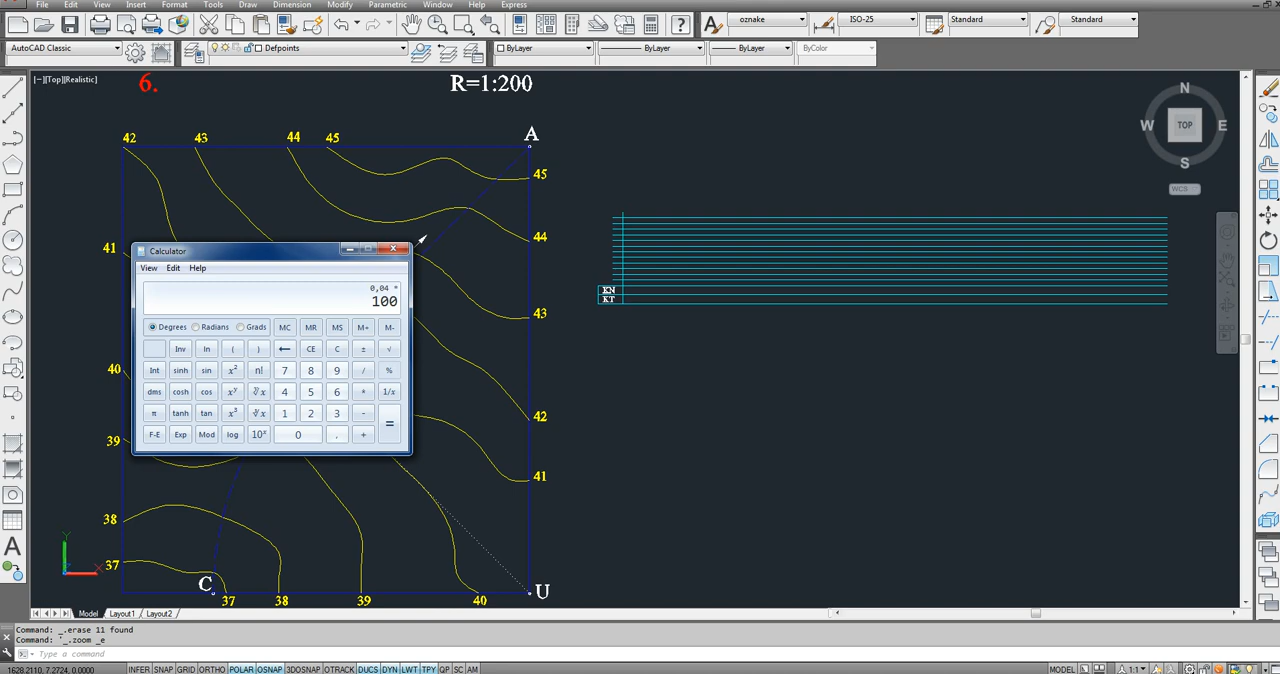 File Edit View Insert Format Tools Draw Dimension Modify Parametric Window Help Express
oznake ISO-25 Standard Standard
AutoCAD Classic Defpoints ByLayer ByLayer ByLayer ByColor
[−][Top][Realistic]
6. R=1:200
N
W TOP E
S
WCS
A
42 43 44 45
45
44
41
43
40
42
39
41
38
37
C U
37 38 39 40
KN
KT
Calculator
View Edit Help
0,04 *
100
Degrees Radians Grads MC MR MS M+ M-
Inv ln ( ) ← CE C ± √
Int sinh sin x² n! 7 8 9 / %
dms cosh cos xʸ ʸ√x 4 5 6 * 1/x
π tanh tan x³ ³√x 1 2 3 - =
F-E Exp Mod log 10ˣ 0 . +
Y
X
Model Layout1 Layout2
Command: _.erase 11 found
Command: '_.zoom _e
Type a command
1628.2110, 7.2724, 0.0000 INFER SNAP GRID ORTHO POLAR OSNAP 3DOSNAP OTRACK DUCS DYN LWT TPY QP SC AM MODEL 1:1